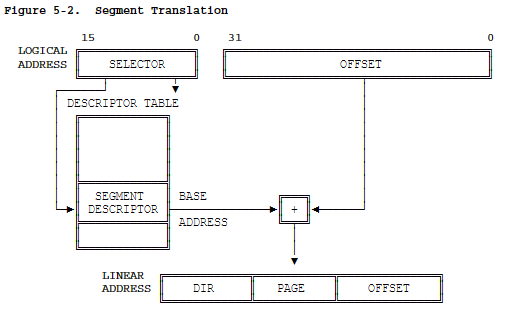 Figure 5-2.  Segment Translation
15 0 31 0
LOGICAL
ADDRESS SELECTOR OFFSET
DESCRIPTOR TABLE
SEGMENT BASE
DESCRIPTOR +
ADDRESS
LINEAR
ADDRESS DIR PAGE OFFSET